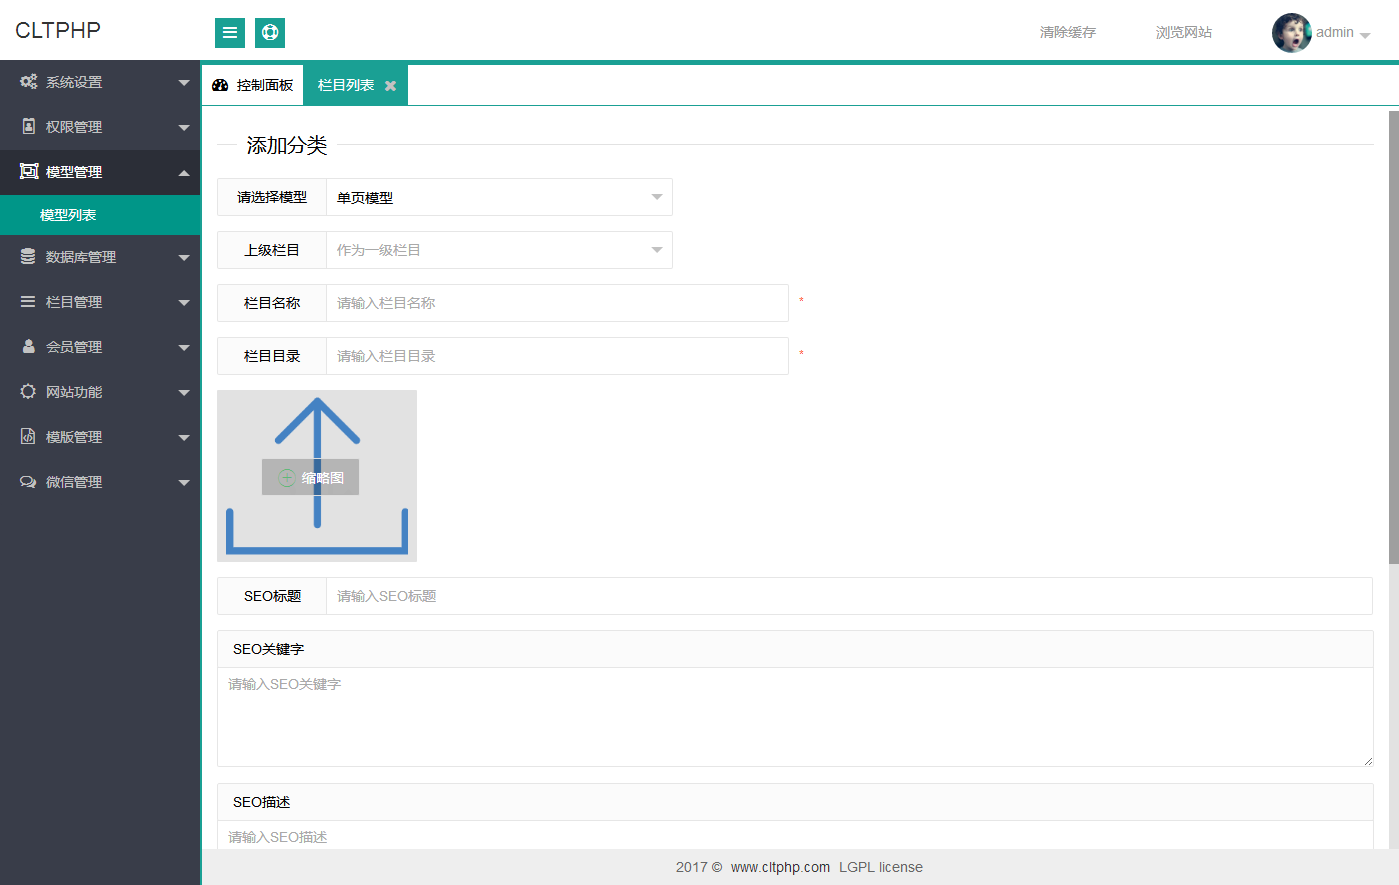 CLTPHP
清除缓存
浏览网站
admin
系统设置
权限管理
模型管理
模型列表
数据库管理
栏目管理
会员管理
网站功能
模版管理
微信管理
控制面板
栏目列表
添加分类
请选择模型 单页模型
上级栏目 作为一级栏目
栏目名称 请输入栏目名称 *
栏目目录 请输入栏目目录 *
缩略图
SEO标题 请输入SEO标题
SEO关键字
请输入SEO关键字
SEO描述
请输入SEO描述
2017 © www.cltphp.com LGPL license